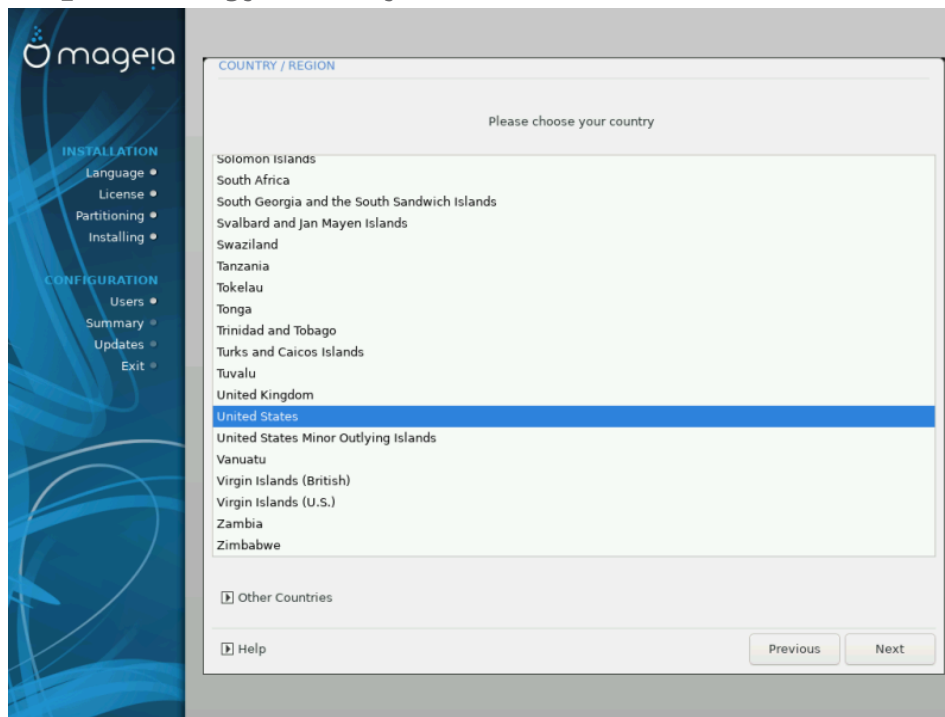 mageia
INSTALLATION
Language
License
Partitioning
Installing
CONFIGURATION
Users
Summary
Updates
Exit
COUNTRY / REGION
Please choose your country
Solomon Islands
South Africa
South Georgia and the South Sandwich Islands
Svalbard and Jan Mayen Islands
Swaziland
Tanzania
Tokelau
Tonga
Trinidad and Tobago
Turks and Caicos Islands
Tuvalu
United Kingdom
United States
United States Minor Outlying Islands
Vanuatu
Virgin Islands (British)
Virgin Islands (U.S.)
Zambia
Zimbabwe
Other Countries
Help
Previous
Next